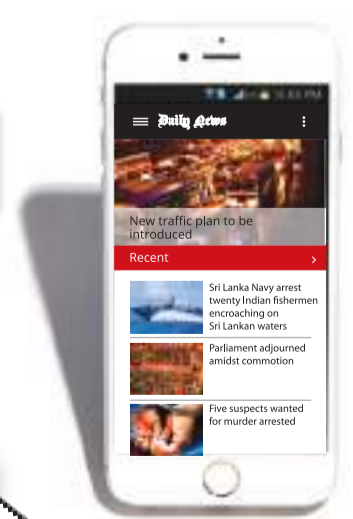 Daily News
New traffic plan to be
introduced
Recent
Sri Lanka Navy arrest
twenty Indian fishermen
encroaching on
Sri Lankan waters
Parliament adjourned
amidst commotion
Five suspects wanted
for murder arrested